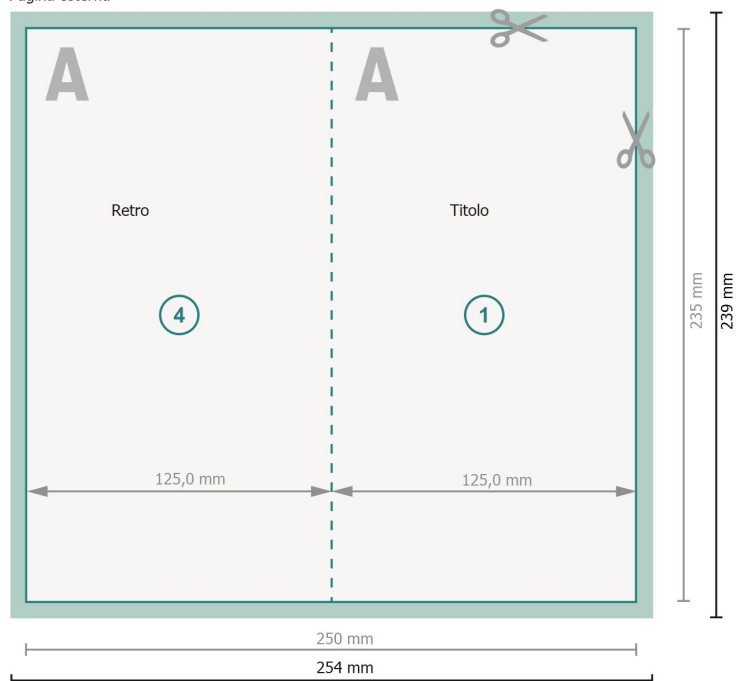 Pagina esterna
A
A
Retro
Titolo
4
1
125,0 mm
125,0 mm
235 mm
239 mm
250 mm
254 mm